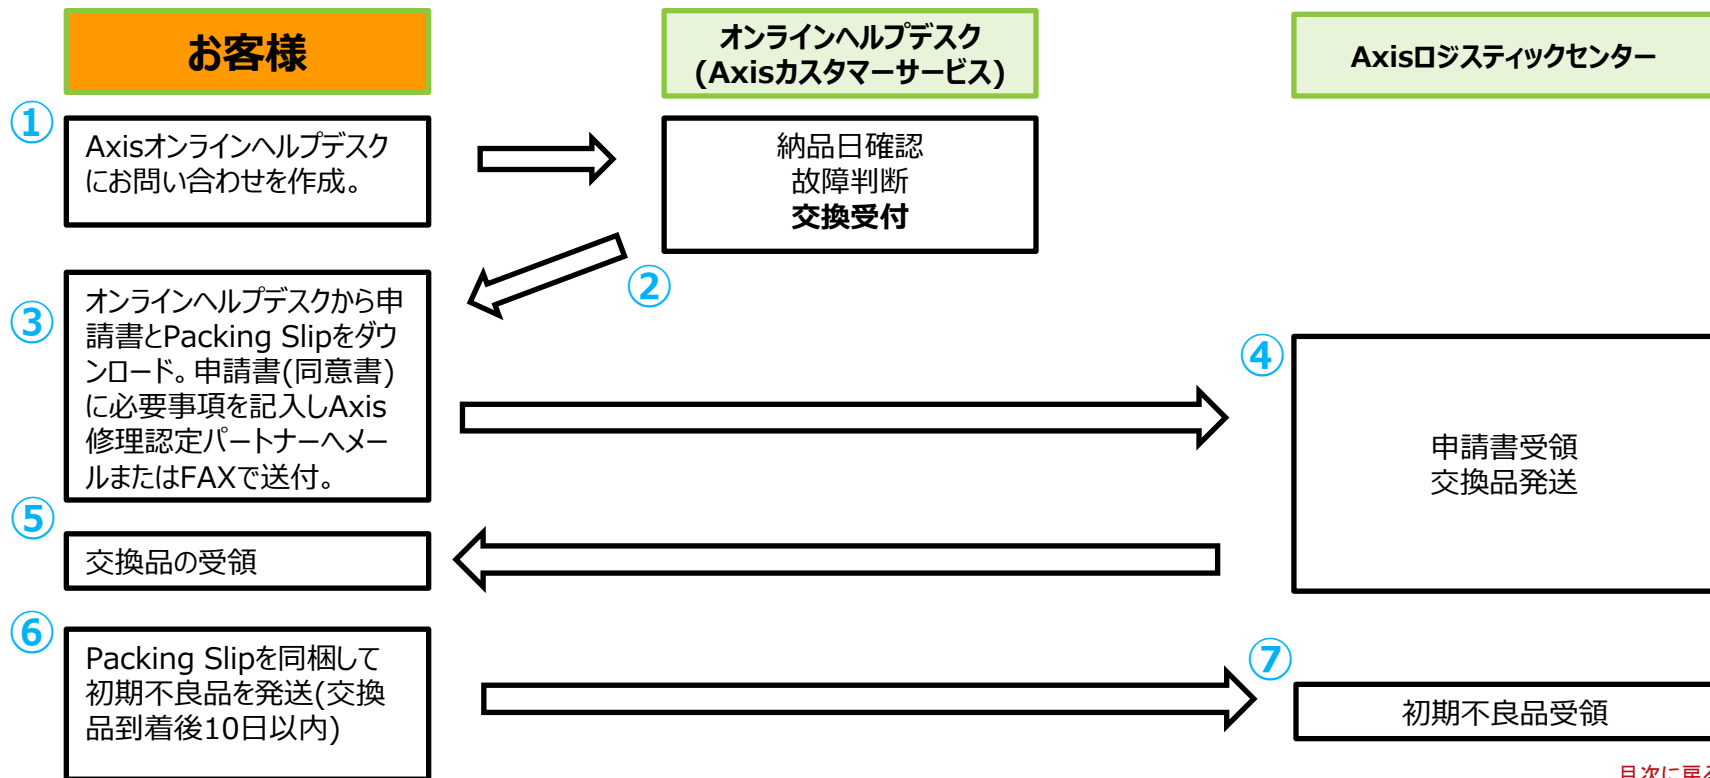 お客様
オンラインヘルプデスク
(Axisカスタマーサービス)
Axisロジスティックセンター
①
Axisオンラインヘルプデスク
にお問い合わせを作成。
納品日確認
故障判断
交換受付
②
③
オンラインヘルプデスクから申
請書とPacking Slipをダウ
ンロード。申請書(同意書)
に必要事項を記入しAxis
修理認定パートナーへメー
ルまたはFAXで送付。
④
申請書受領
交換品発送
⑤
交換品の受領
⑥
Packing Slipを同梱して
初期不良品を発送(交換
品到着後10日以内)
⑦
初期不良品受領
目次に戻る